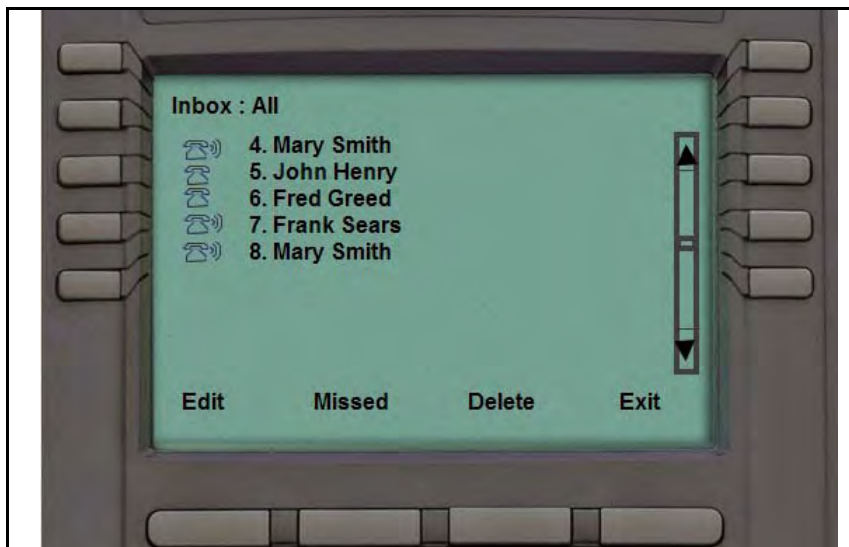 Inbox : All
4. Mary Smith
5. John Henry
6. Fred Greed
7. Frank Sears
8. Mary Smith
Edit Missed Delete Exit